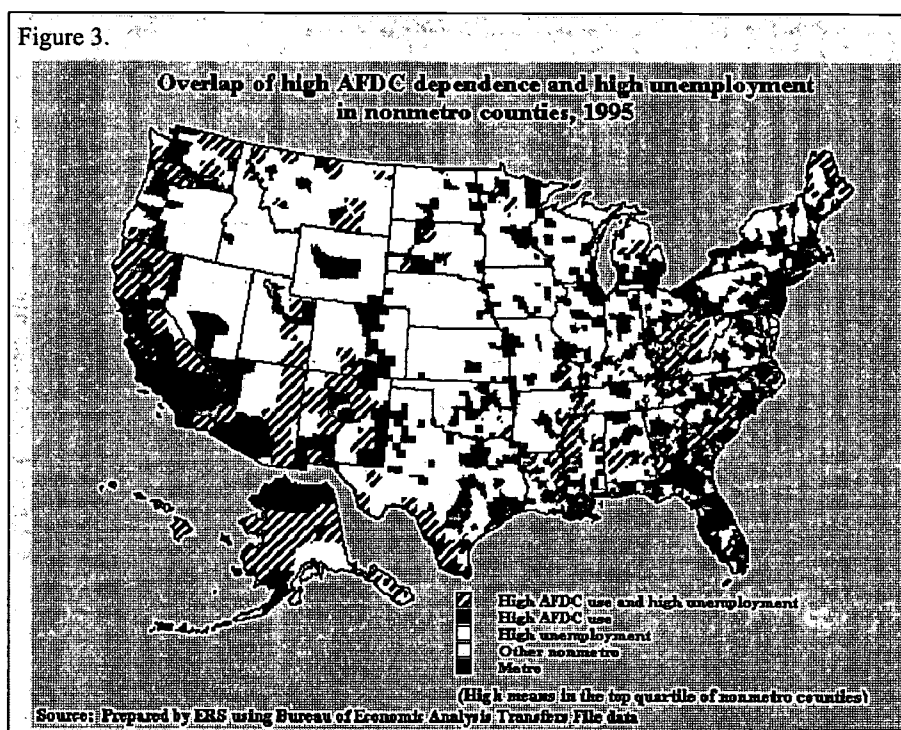 Figure 3.
Overlap of high AFDC dependence and high unemployment
in nonmetro counties, 1995
High AFDC use and high unemployment
High AFDC use
High unemployment
Other nonmetro
Metro
(High means in the top quartile of nonmetro counties)
Source: Prepared by ERS using Bureau of Economic Analysis Transfers File data